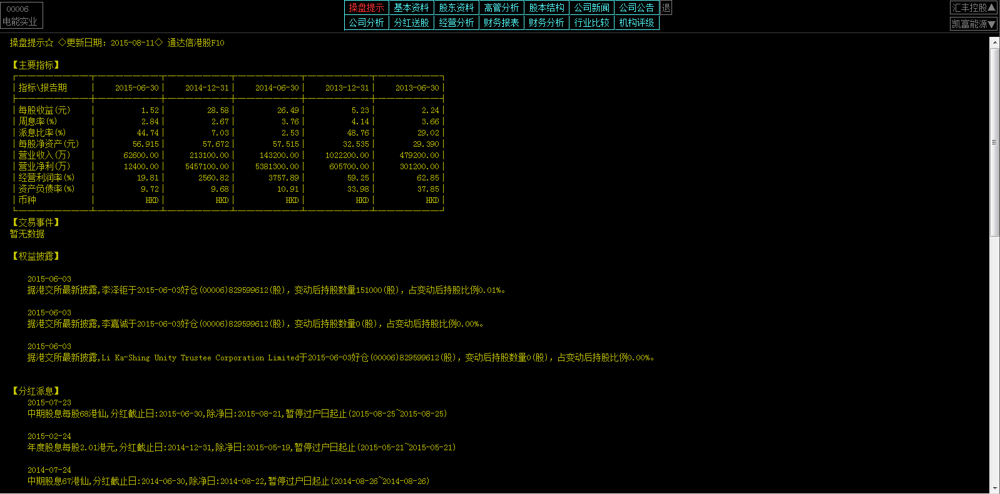 00006
电能实业
操盘提示 基本资料 股东资料 高管分析 股本结构 公司新闻 公司公告 退
公司分析 分红送股 经营分析 财务报表 财务分析 行业比较 机构评级
汇丰控股▲
凯富能源▼
操盘提示☆ ◇更新日期: 2015-08-11◇ 通达信港股F10
【主要指标】
指标\报告期 2015-06-30 2014-12-31 2014-06-30 2013-12-31 2013-06-30
每股收益(元) 1.52 28.58 26.49 5.23 2.24
周息率(%) 2.84 2.67 3.76 4.14 3.66
派息比率(%) 44.74 7.03 2.53 48.76 29.02
每股净资产(元) 56.915 57.672 57.515 32.535 29.390
营业收入(万) 62600.00 213100.00 143200.00 1022200.00 479200.00
营业净利(万) 12400.00 5457100.00 5381300.00 605700.00 301200.00
经营利润率(%) 19.81 2560.82 3757.89 59.25 62.85
资产负债率(%) 9.72 9.68 10.91 33.98 37.85
币种 HKD HKD HKD HKD HKD
【交易事件】
暂无数据
【权益披露】
2015-06-03
据港交所最新披露,李泽钜于2015-06-03好仓(00006)829599612(股)，变动后持股数量151000(股)，占变动后持股比例0.01%。
2015-06-03
据港交所最新披露,李嘉诚于2015-06-03好仓(00006)829599612(股)，变动后持股数量0(股)，占变动后持股比例0.00%。
2015-06-03
据港交所最新披露,Li Ka-Shing Unity Trustee Corporation Limited于2015-06-03好仓(00006)829599612(股)，变动后持股数量0(股)，占变动后持股比例0.00%。
【分红派息】
2015-07-23
中期股息每股68港仙,分红截止日:2015-06-30,除净日:2015-08-21,暂停过户日起止(2015-08-25~2015-08-25)
2015-02-24
年度股息每股2.01港元,分红截止日:2014-12-31,除净日:2015-05-19,暂停过户日起止(2015-05-21~2015-05-21)
2014-07-24
中期股息67港仙,分红截止日:2014-06-30,除净日:2014-08-22,暂停过户日起止(2014-08-26~2014-08-26)